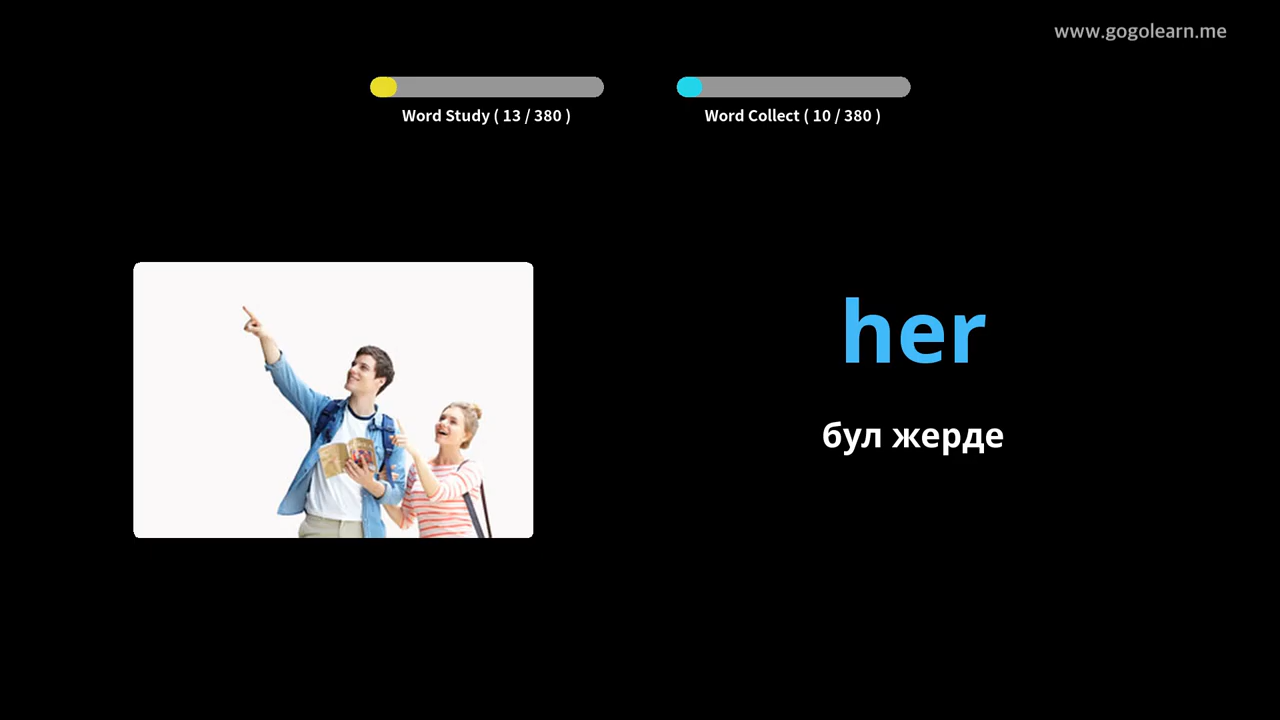 www.gogolearn.me
Word Study ( 13 / 380 )
Word Collect ( 10 / 380 )
her
бул жерде